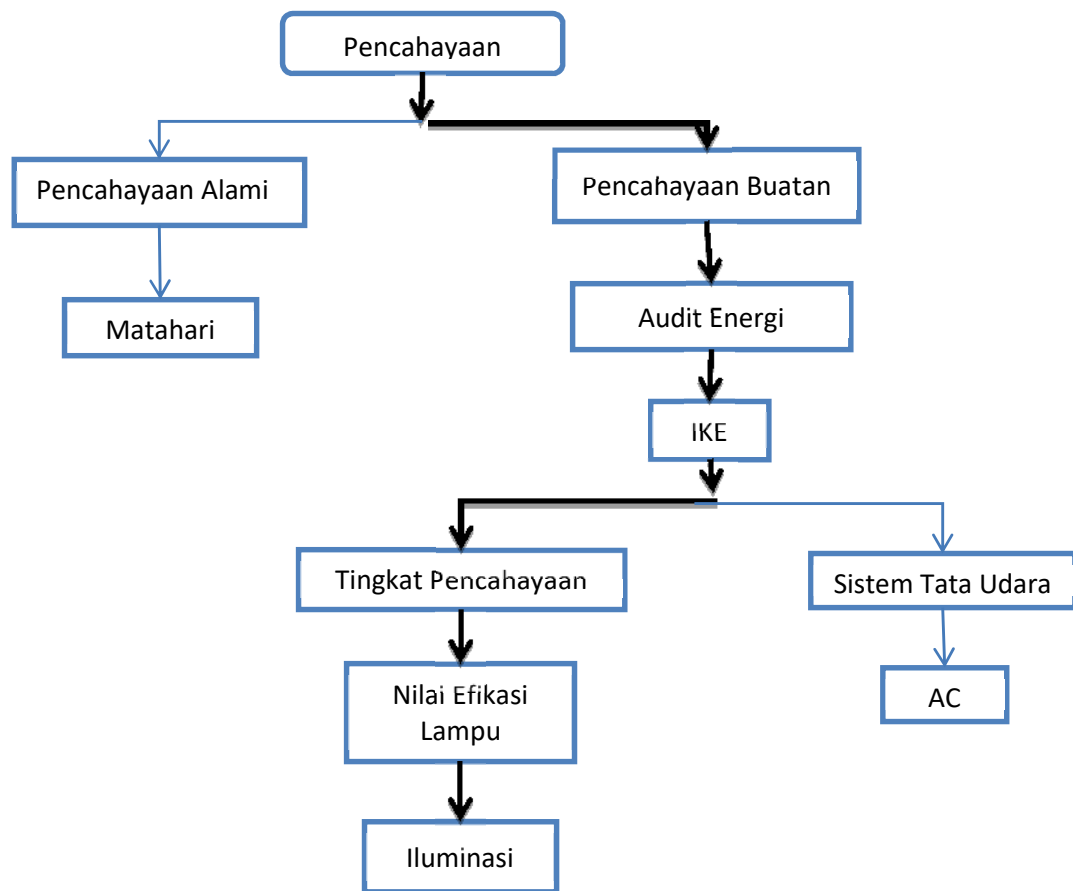 Pencahayaan
Pencahayaan Alami
Pencahayaan Buatan
Matahari
Audit Energi
IKE
Tingkat Pencahayaan
Sistem Tata Udara
Nilai Efikasi
Lampu
AC
Iluminasi